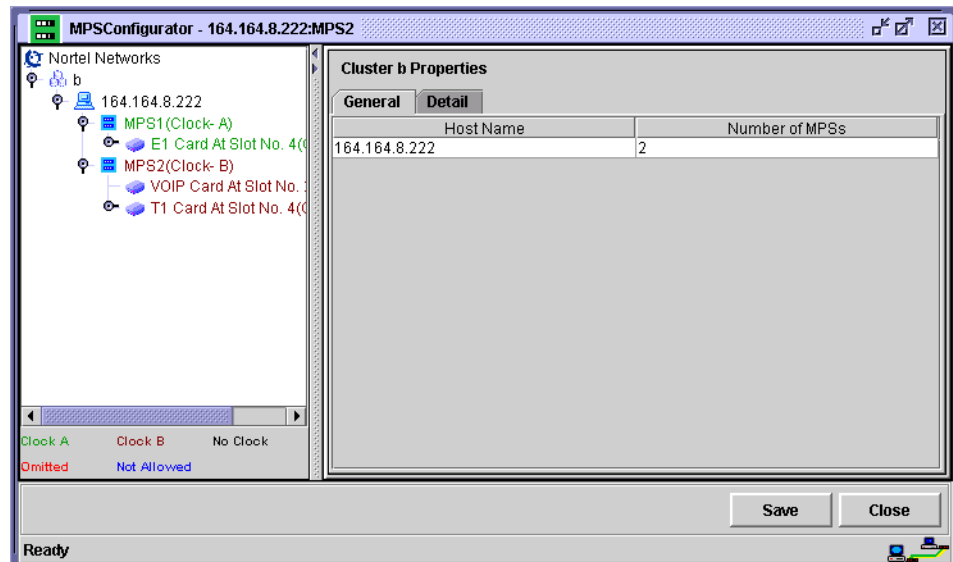 MPSConfigurator - 164.164.8.222:MPS2
Nortel Networks
b
164.164.8.222
MPS1(Clock- A)
E1 Card At Slot No. 4(
MPS2(Clock- B)
VOIP Card At Slot No.
T1 Card At Slot No. 4(
Clock A Clock B No Clock
Omitted Not Allowed
Cluster b Properties
General Detail
Host Name Number of MPSs
164.164.8.222 2
Save Close
Ready